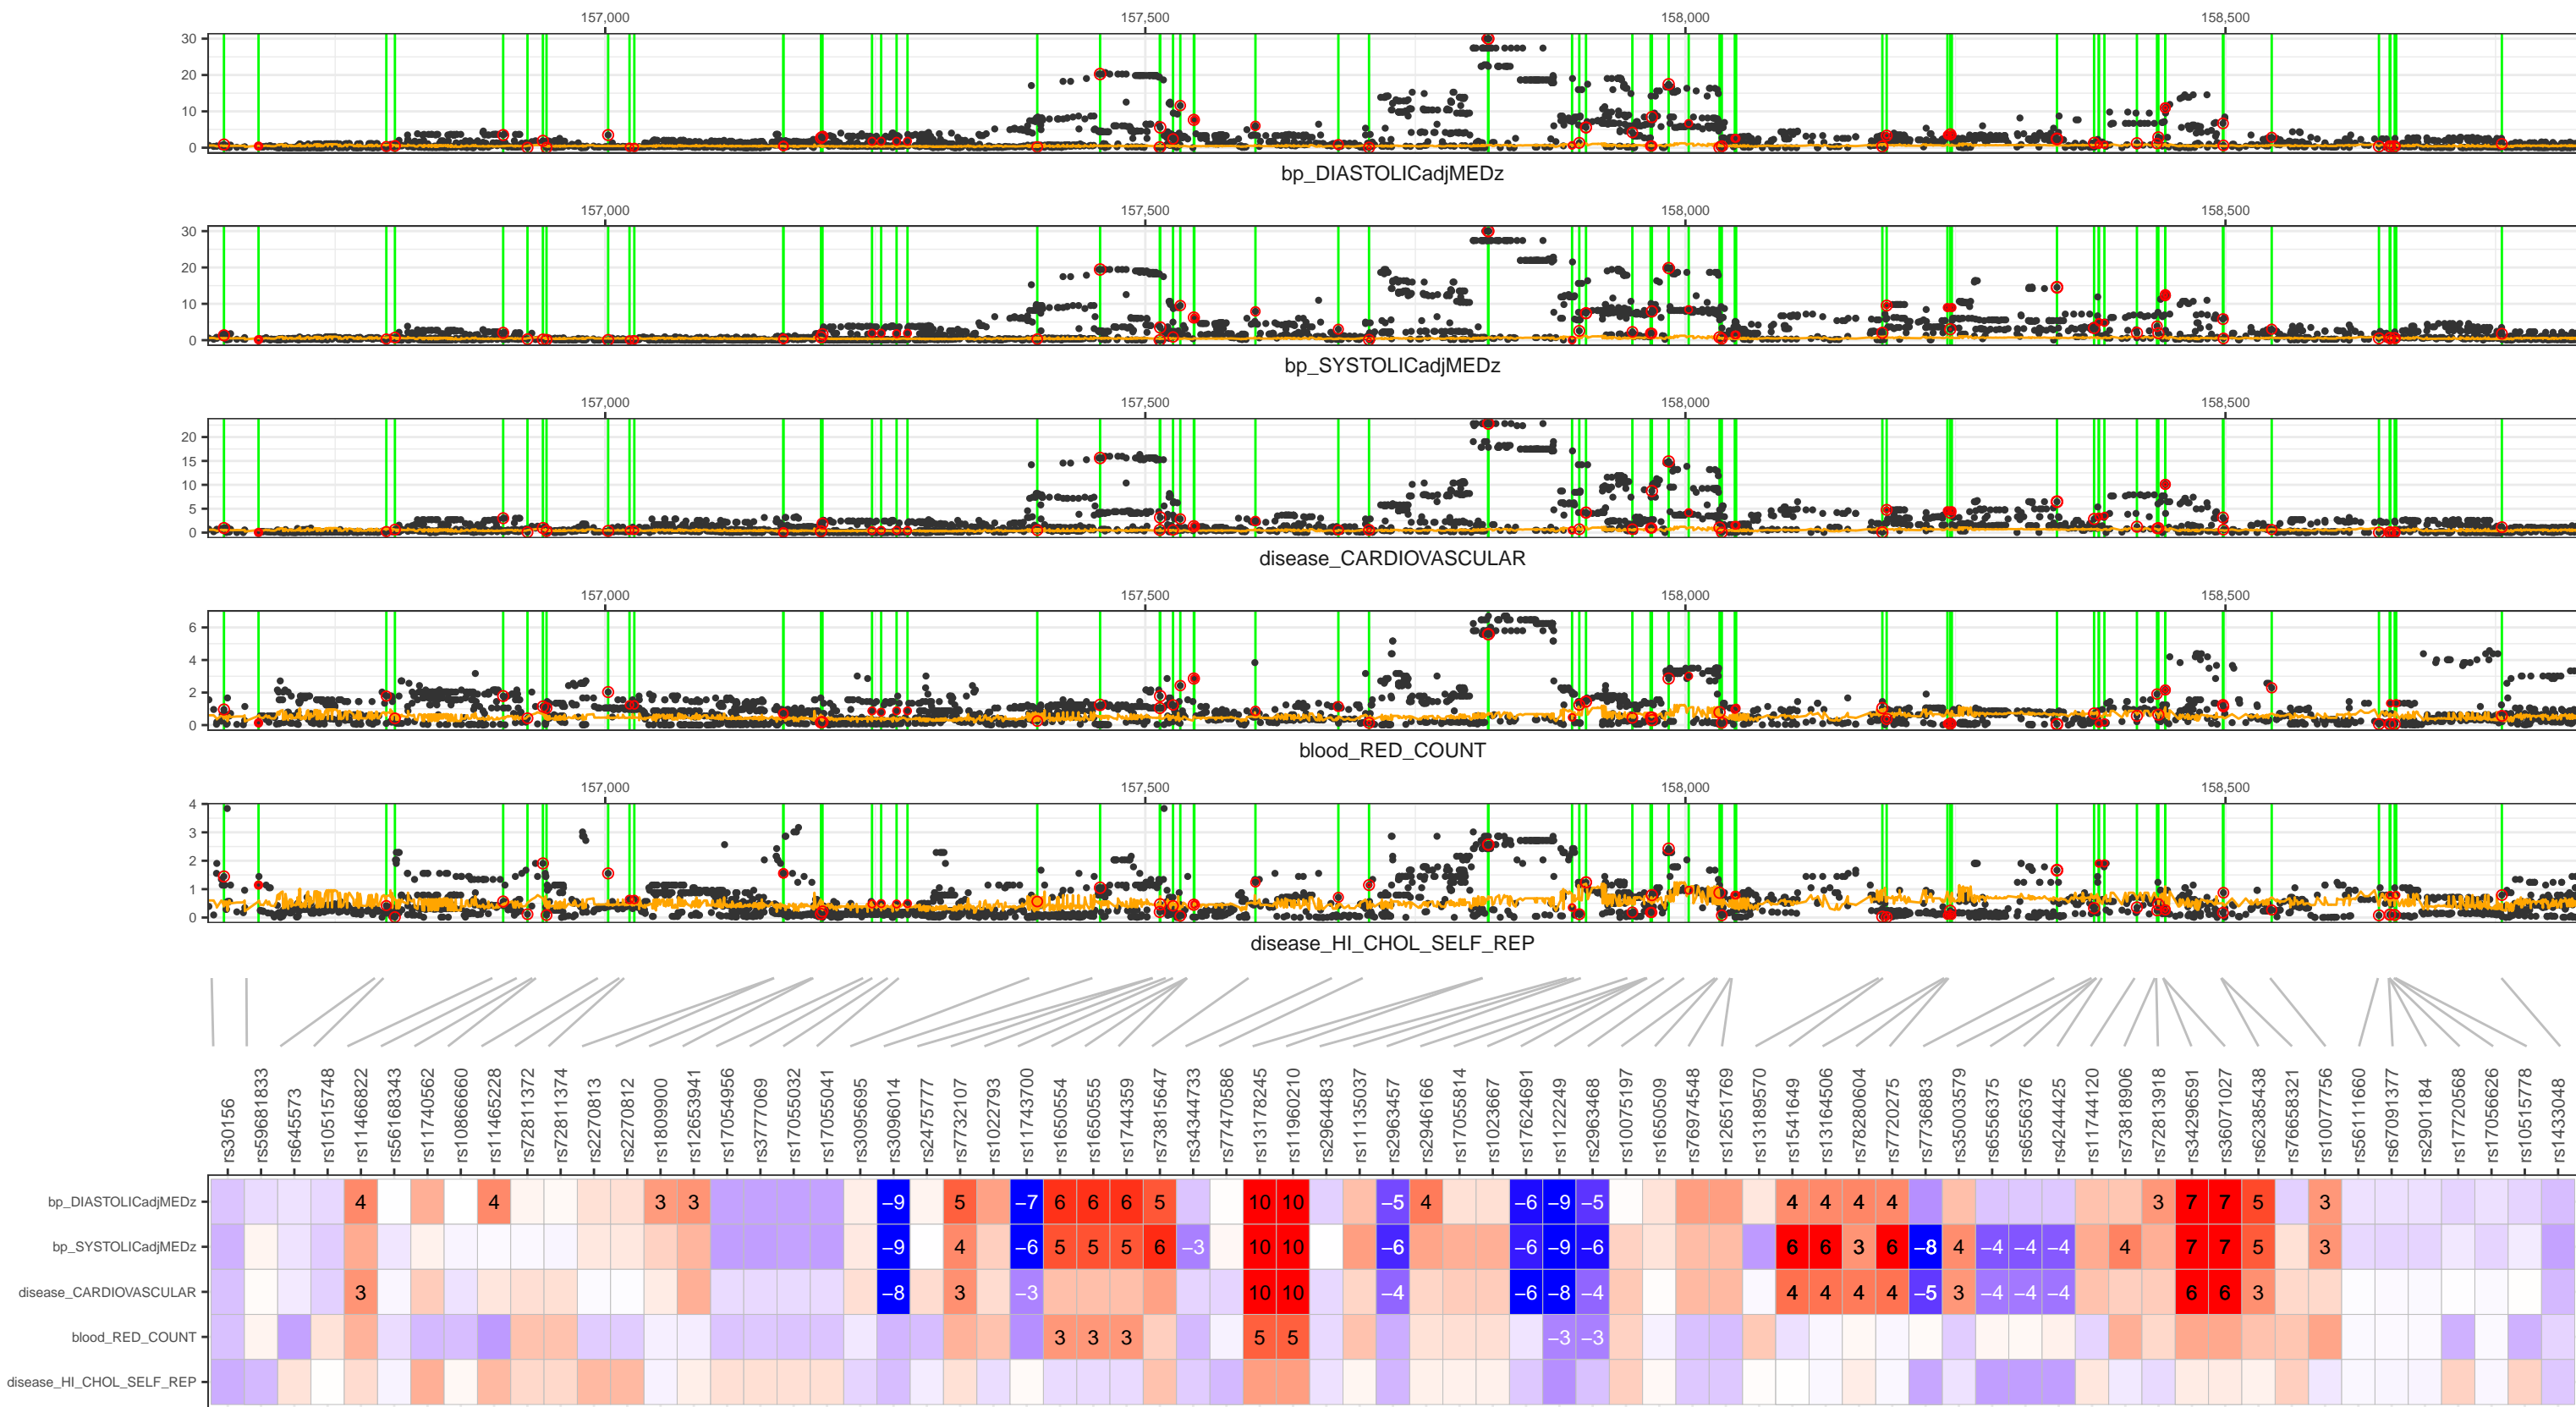 157,000 157,500 158,000 158,500
30
20
10
0
bp_DIASTOLICadjMEDz
157,000 157,500 158,000 158,500
30
20
10
0
bp_SYSTOLICadjMEDz
157,000 157,500 158,000 158,500
20
15
10
5
0
disease_CARDIOVASCULAR
157,000 157,500 158,000 158,500
6
4
2
0
blood_RED_COUNT
157,000 157,500 158,000 158,500
4
3
2
1
0
disease_HI_CHOL_SELF_REP
rs30156
rs59681833
rs645573
rs10515748
rs11466822
rs56168343
rs11740562
rs10866660
rs11465228
rs72811372
rs72811374
rs2270813
rs2270812
rs1809900
rs12653941
rs17054956
rs3777069
rs17055032
rs17055041
rs3095695
rs3096014
rs2475777
rs7732107
rs1022793
rs11743700
rs1650554
rs1650555
rs1744359
rs73815647
rs34344733
rs77470586
rs13178245
rs11960210
rs2964483
rs11135037
rs2963457
rs2946166
rs17055814
rs1023667
rs17624691
rs1122249
rs2963468
rs10075197
rs1650509
rs76974548
rs12651769
rs13189570
rs1541649
rs13164506
rs78280604
rs7720275
rs7736883
rs35003579
rs6556375
rs6556376
rs4244425
rs11744120
rs73818906
rs72813918
rs34296591
rs36071027
rs62385438
rs76658321
rs10077756
rs56111660
rs67091377
rs2901184
rs17720568
rs17056626
rs10515778
rs1433048
bp_DIASTOLICadjMEDz 4 4 3 3 −9 5 −7 6 6 6 5 10 10 −5 4 −6 −9 −5 4 4 4 4 3 7 7 5 3
bp_SYSTOLICadjMEDz −9 4 −6 5 5 5 6 −3 10 10 −6 −6 −9 −6 6 6 3 6 −8 4 −4 −4 −4 4 7 7 5 3
disease_CARDIOVASCULAR 3 −8 3 −3 10 10 −4 −6 −8 −4 4 4 4 4 −5 3 −4 −4 −4 6 6 3
blood_RED_COUNT 3 3 3 5 5 −3 −3
disease_HI_CHOL_SELF_REP